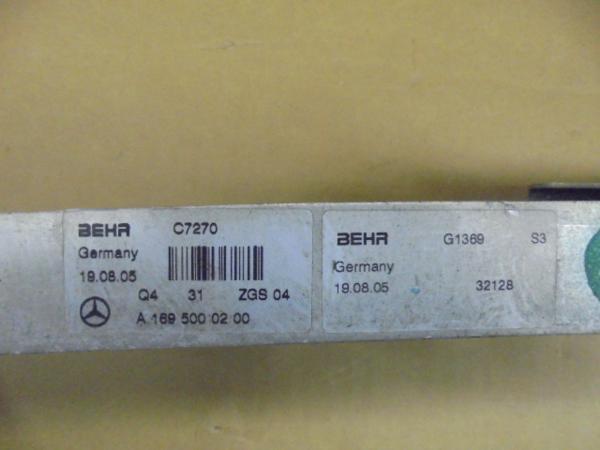 BEHR C7270
Germany
19.08.05
Q4 31 ZGS 04
A 169 500 02 00
BEHR G1369 S3
Germany
19.08.05 32128